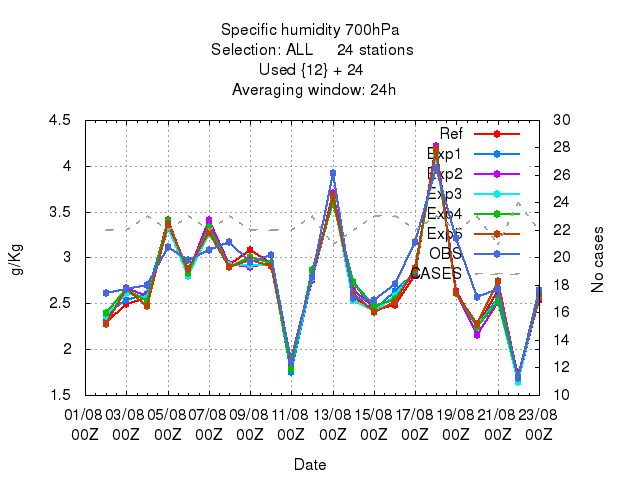 Specific humidity 700hPa
Selection: ALL 24 stations
Used {12} + 24
Averaging window: 24h
4.5
4
3.5
3
2.5
2
1.5
g/Kg
30
28
26
24
22
20
18
16
14
12
10
No cases
Ref
Exp1
Exp2
Exp3
Exp4
Exp5
OBS
CASES
01/08 03/08 05/08 07/08 09/08 11/08 13/08 15/08 17/08 19/08 21/08 23/08
00Z 00Z 00Z 00Z 00Z 00Z 00Z 00Z 00Z 00Z 00Z 00Z
Date